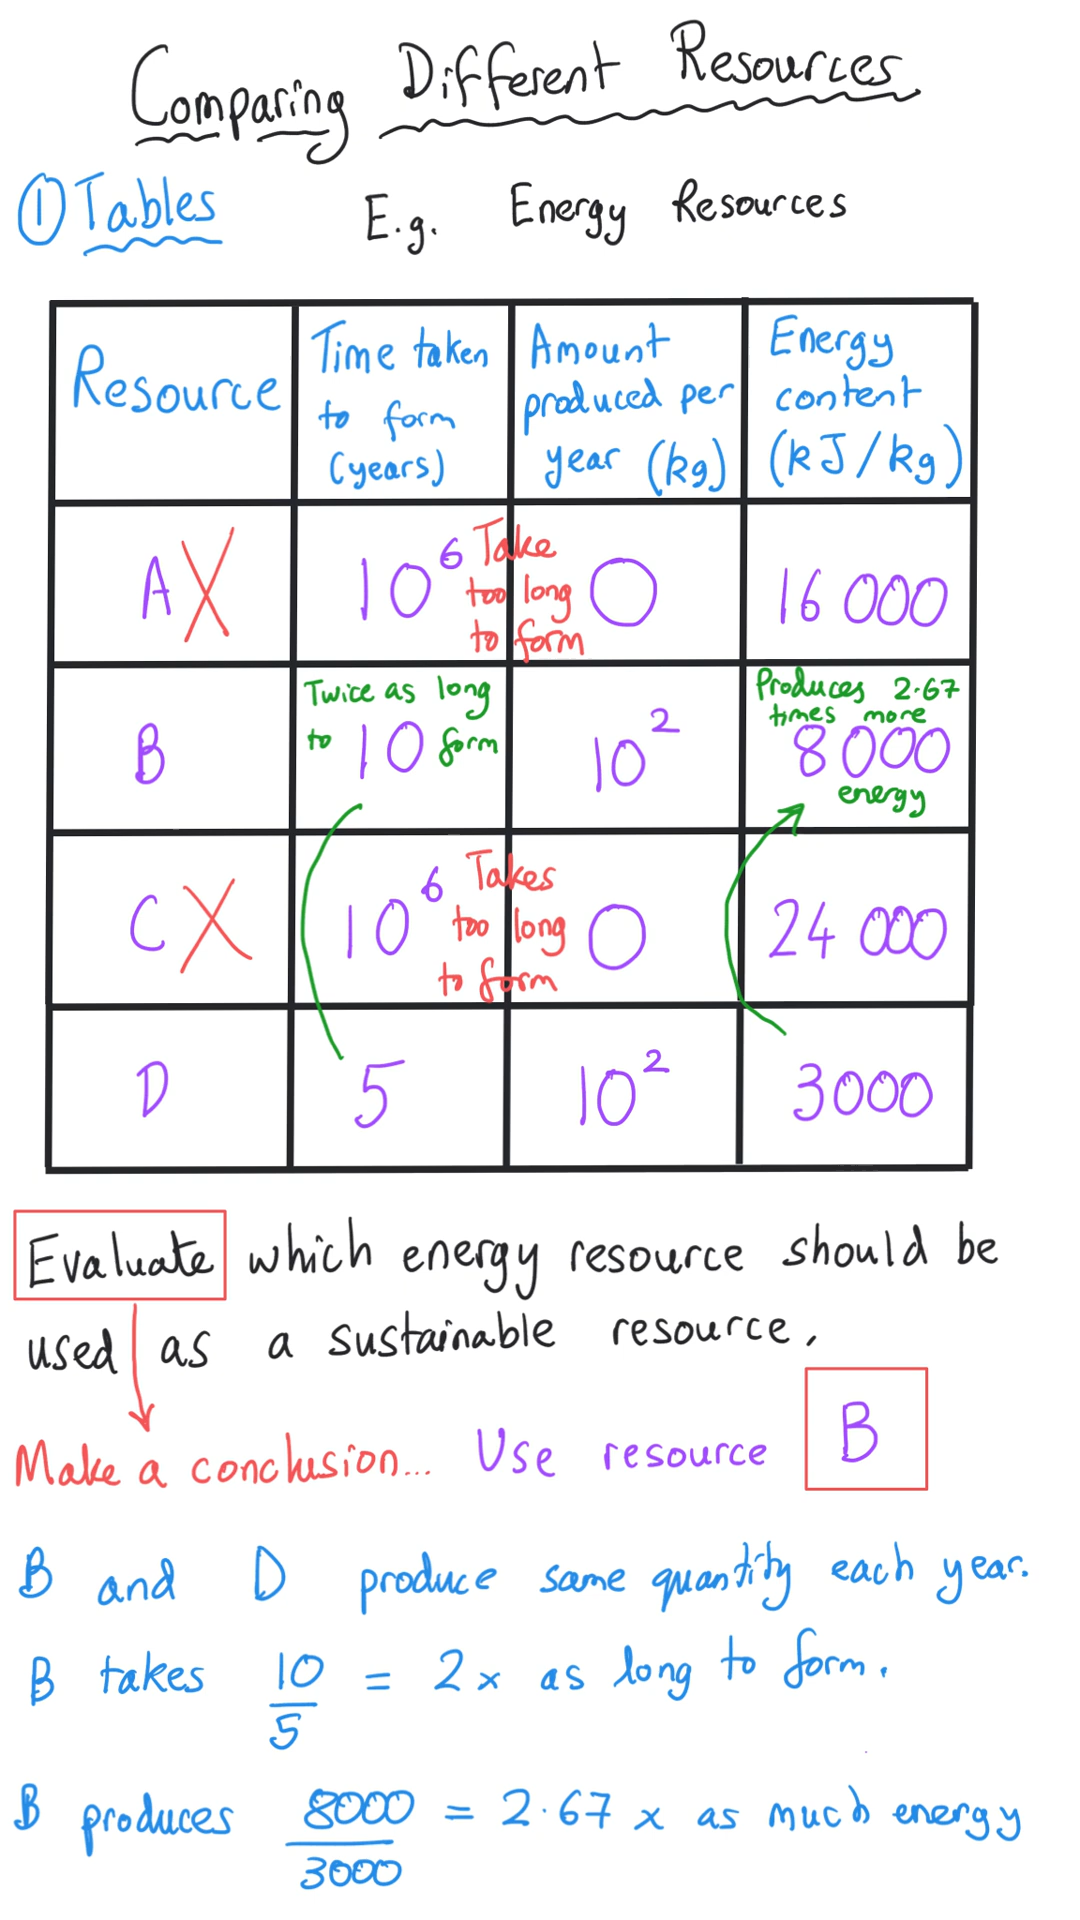 Comparing Different Resources
① Tables E.g. Energy Resources
Resource
Time taken
to form
(years)
Amount
produced per
year (kg)
Energy
content
(kJ/kg)
A X
10⁶
Take
too long
to form
0
16 000
B
Twice as long
to 10 form
10²
Produces 2.67
times more
8000
energy
C X
10⁶
Takes
too long
to form
0
24 000
D
5
10²
3000
Evaluate which energy resource should be
used as a sustainable resource.
Make a conclusion... Use resource B
B and D produce same quantity each year.
B takes 10/5 = 2x as long to form.
B produces 8000/3000 = 2.67 x as much energy